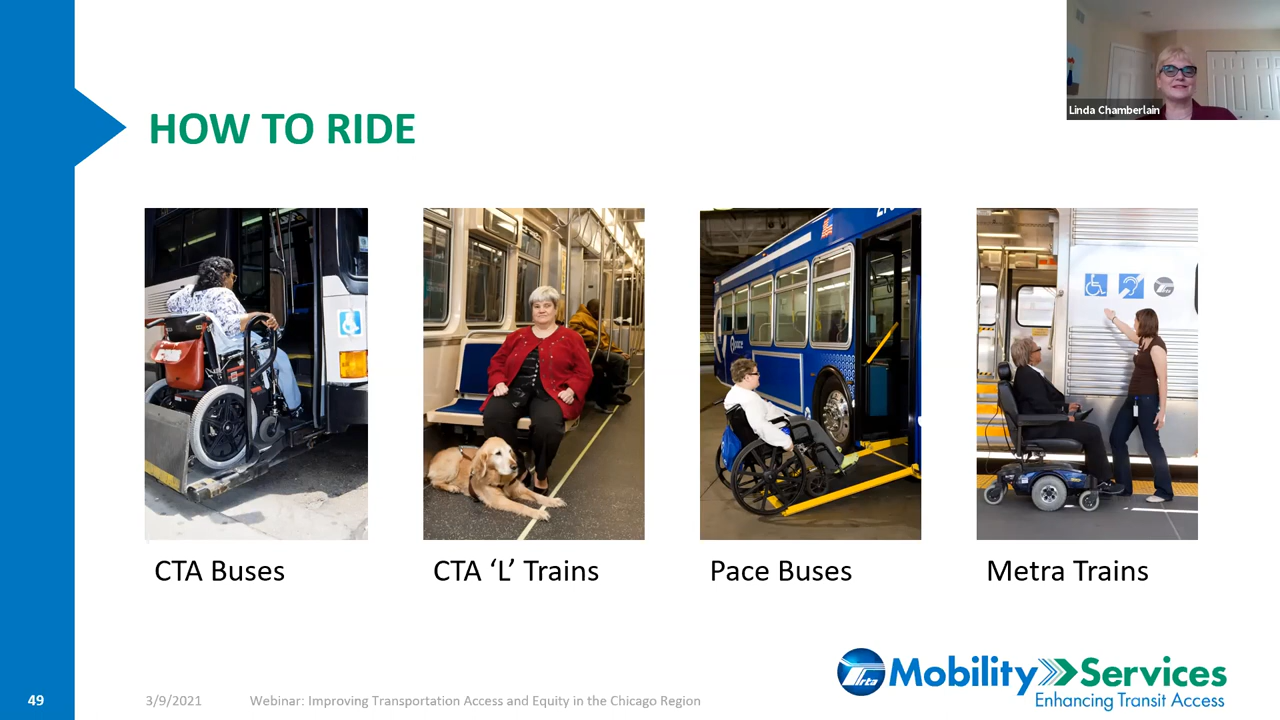 Linda Chamberlain
HOW TO RIDE
CTA Buses
CTA ‘L’ Trains
Pace Buses
Metra Trains
rta Mobility Services
Enhancing Transit Access
49
3/9/2021
Webinar: Improving Transportation Access and Equity in the Chicago Region